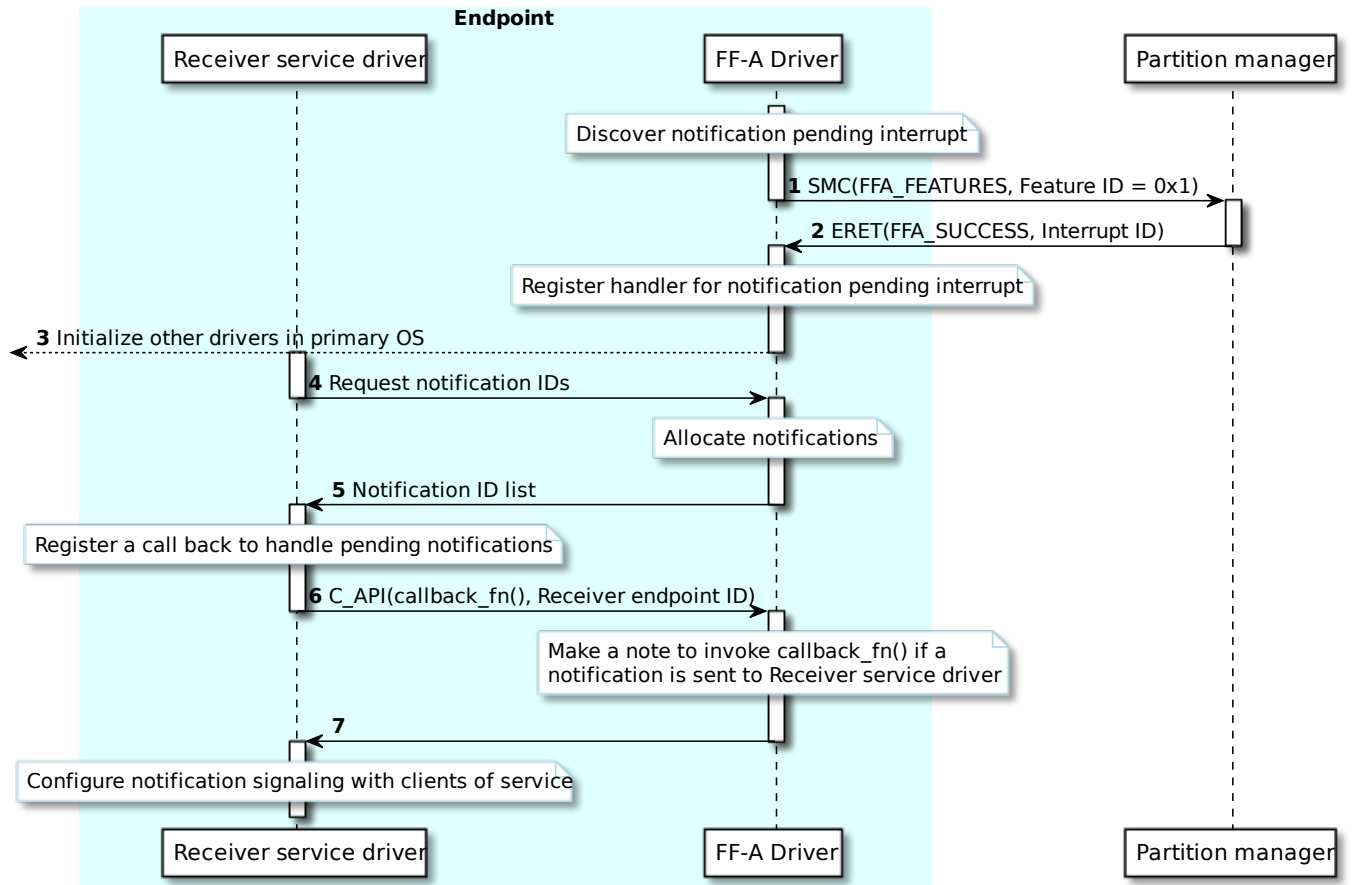 Endpoint
Receiver service driver
FF-A Driver
Partition manager
Discover notification pending interrupt
1 SMC(FFA_FEATURES, Feature ID = 0x1)
2 ERET(FFA_SUCCESS, Interrupt ID)
Register handler for notification pending interrupt
3 Initialize other drivers in primary OS
4 Request notification IDs
Allocate notifications
5 Notification ID list
Register a call back to handle pending notifications
6 C_API(callback_fn(), Receiver endpoint ID)
Make a note to invoke callback_fn() if a
notification is sent to Receiver service driver
7
Configure notification signaling with clients of service
Receiver service driver
FF-A Driver
Partition manager